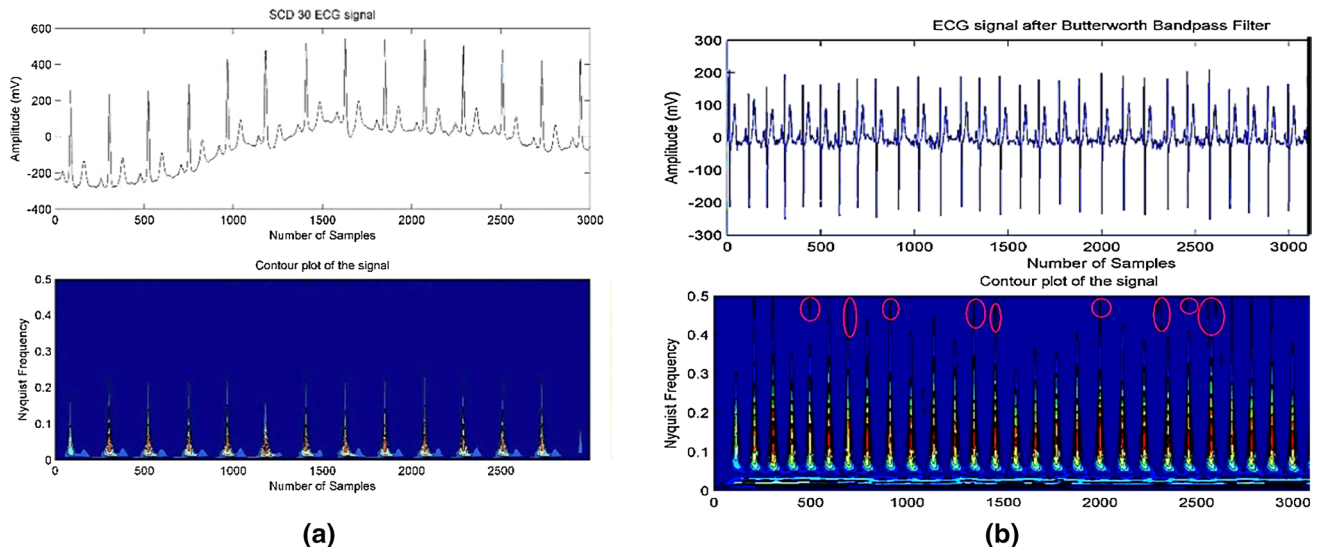 SCD 30 ECG signal
600
400
200
0
-200
-400
Amplitude (mV)
0 500 1000 1500 2000 2500 3000
Number of Samples
Contour plot of the signal
0.5
0.4
0.3
0.2
0.1
0
Nyquist Frequency
0 500 1000 1500 2000 2500
Number of Samples
(a)
ECG signal after Butterworth Bandpass Filter
300
200
100
0
-100
-200
-300
Amplitude (mV)
0 500 1000 1500 2000 2500 3000
Number of Samples
Contour plot of the signal
0.5
0.4
0.3
0.2
0.1
0
Nyquist Frequency
500 1000 1500 2000 2500 3000
Number of Samples
(b)